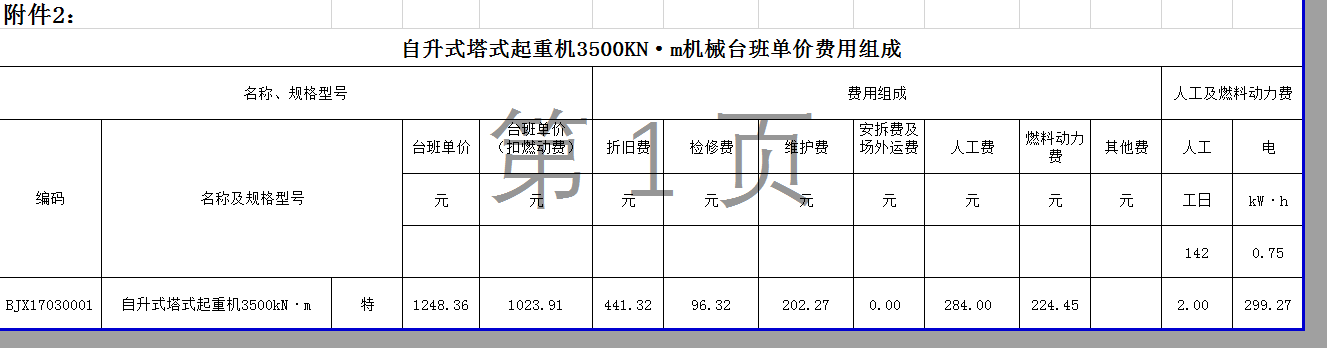 附件2：
自升式塔式起重机3500KN·m机械台班单价费用组成
名称、规格型号 费用组成 人工及燃料动力费
编码 名称及规格型号 台班单价 台班单价（扣燃动费） 折旧费 检修费 维护费 安拆费及场外运费 人工费 燃料动力费 其他费 人工 电
元 元 元 元 元 元 元 元 元 工日 kW·h
142 0.75
BJX17030001 自升式塔式起重机3500kN·m 特 1248.36 1023.91 441.32 96.32 202.27 0.00 284.00 224.45 2.00 299.27
第 1 页